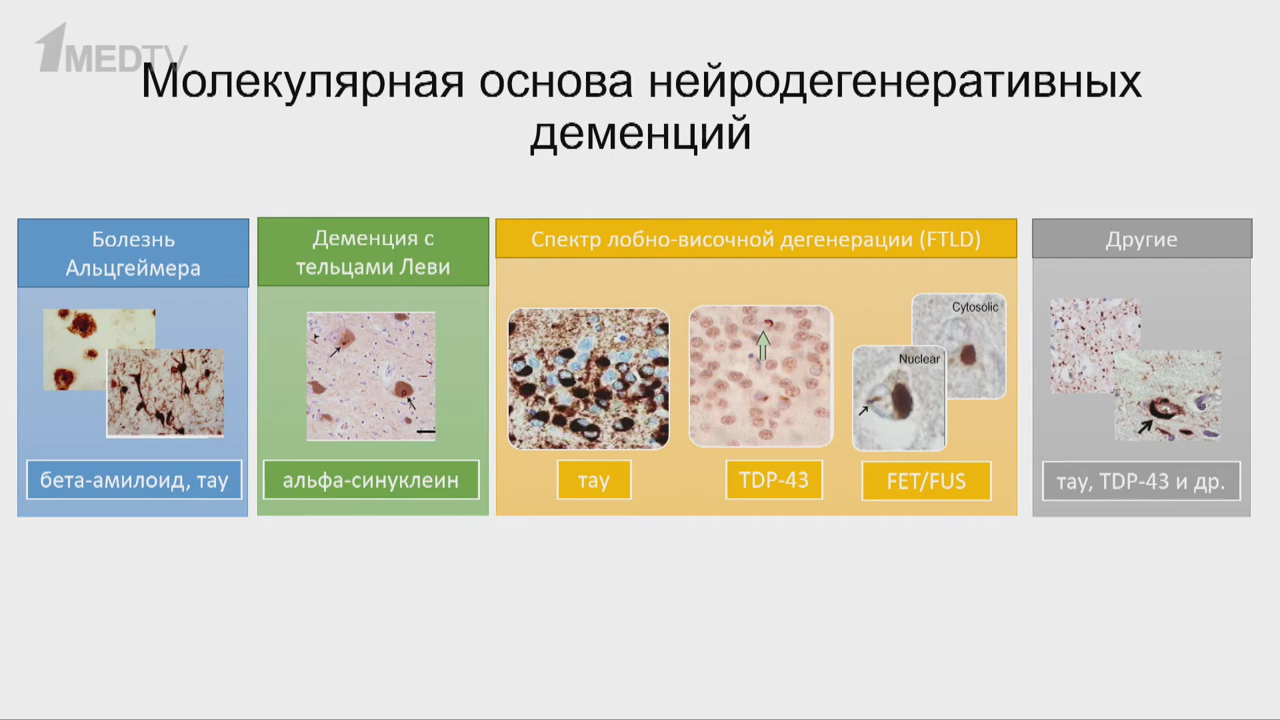 1MEDTV
Молекулярная основа нейродегенеративных
деменций
Болезнь
Альцгеймера
бета-амилоид, тау
Деменция с
тельцами Леви
альфа-синуклеин
Спектр лобно-височной дегенерации (FTLD)
Cytosolic
Nuclear
тау
TDP-43
FET/FUS
Другие
тау, TDP-43 и др.